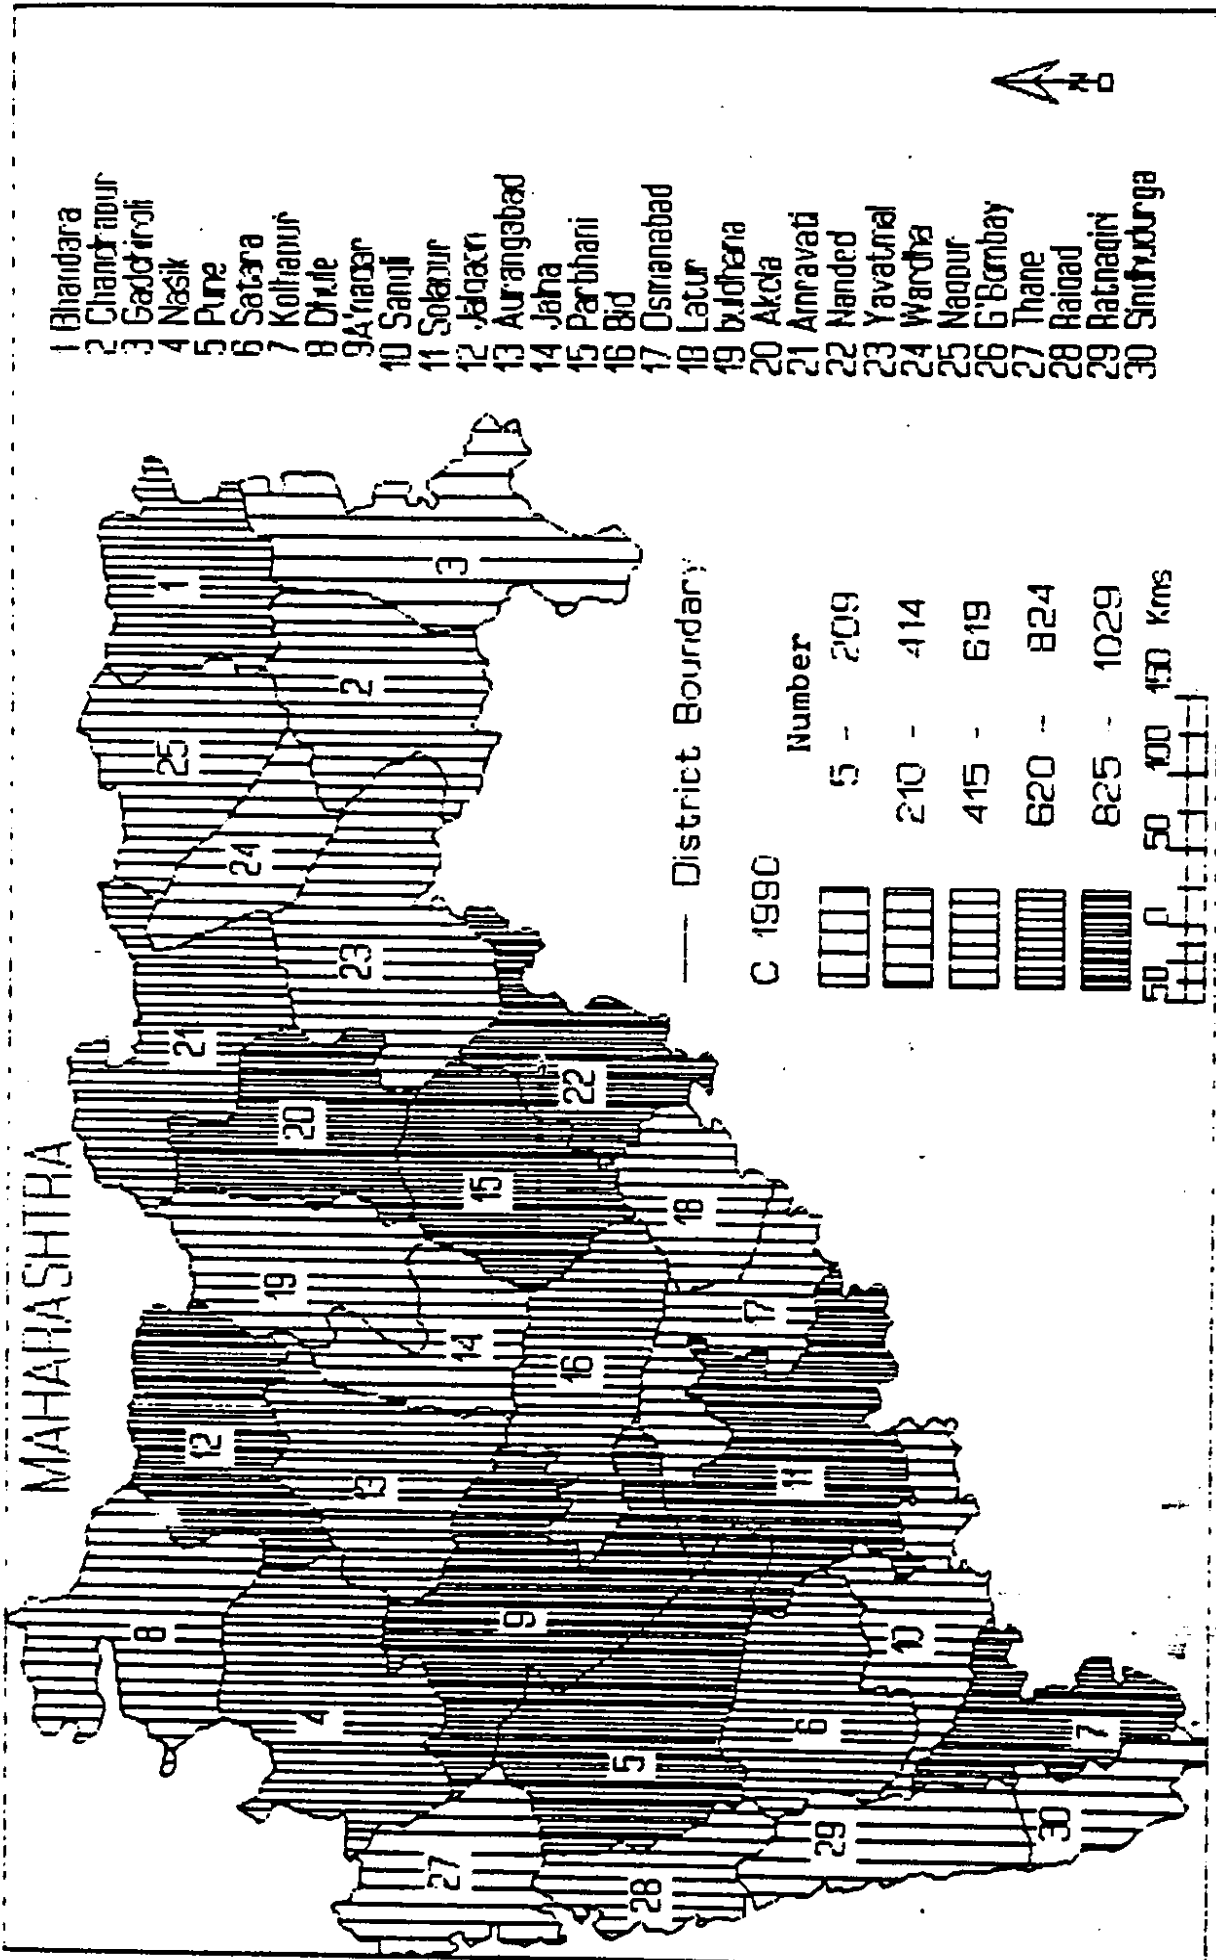 MAHARASHTRA
1 Bhandara
2 Chandrapur
3 Gadchiroli
4 Nasik
5 Pune
6 Satara
7 Kolhapur
8 Dhule
9 A'nagar
10 Sangli
11 Solapur
12 Jalgaon
13 Aurangabad
14 Jalna
15 Parbhani
16 Bid
17 Osmanabad
18 Latur
19 buldhana
20 Akola
21 Amravati
22 Nanded
23 Yavatmal
24 Wardha
25 Nagpur
26 G'Bombay
27 Thane
28 Raigad
29 Ratnagiri
30 Sindhudurga
N
8
12
19
21
25
1
4
13
14
20
24
2
23
3
9
16
15
22
27
5
18
17
28
6
11
10
29
30
7
District Boundary
C 1990
Number
5 - 209
210 - 414
415 - 619
620 - 824
825 - 1029
50 0 50 100 150 Kms